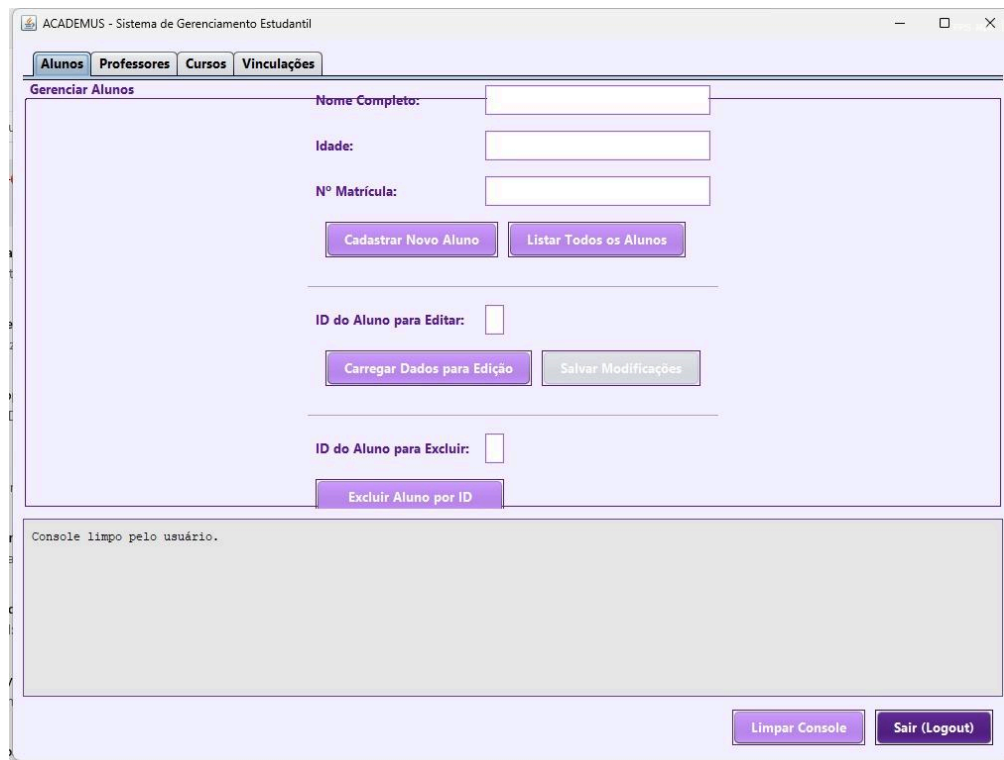 ACADEMUS - Sistema de Gerenciamento Estudantil
Alunos Professores Cursos Vinculações
Gerenciar Alunos
Nome Completo:
Idade:
Nº Matrícula:
Cadastrar Novo Aluno Listar Todos os Alunos
ID do Aluno para Editar:
Carregar Dados para Edição Salvar Modificações
ID do Aluno para Excluir:
Excluir Aluno por ID
Console limpo pelo usuário.
Limpar Console Sair (Logout)